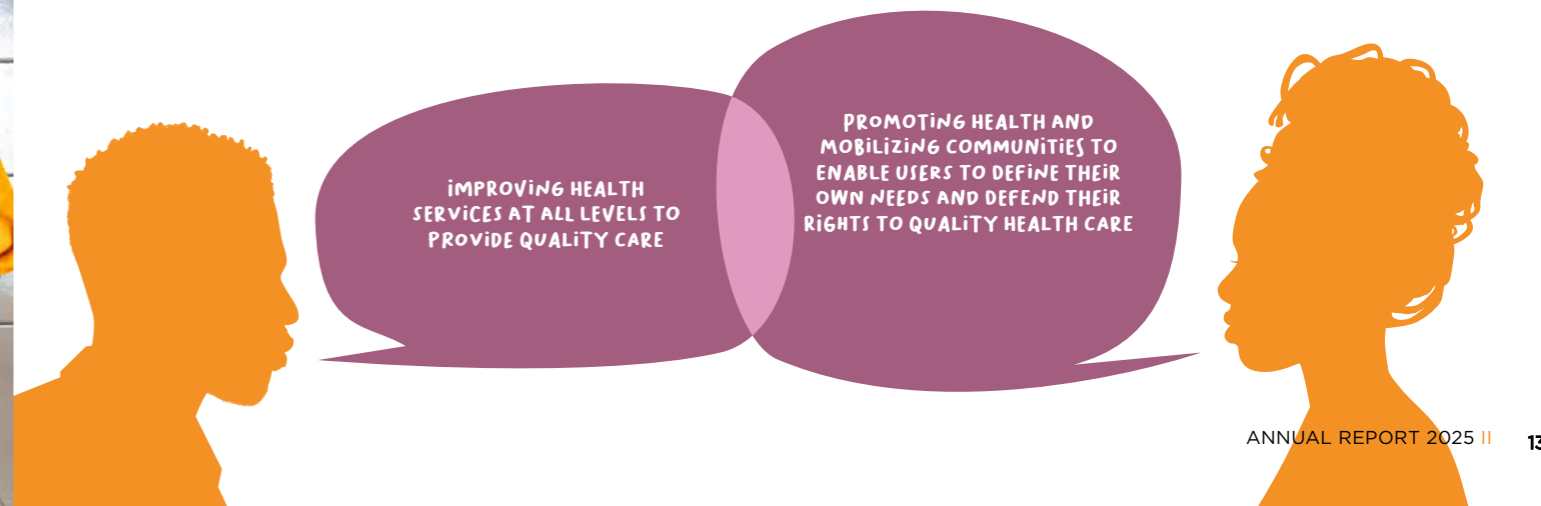 iMPROViNG HEALTH
SERViCES AT ALL LEVELS TO
PROViDE QUALiTY CARE
PROMOTiNG HEALTH AND
MOBiLiZiNG COMMUNiTiES TO
ENABLE USERS TO DEFiNE THEiR
OWN NEEDS AND DEFEND THEiR
RiGHTS TO QUALiTY HEALTH CARE
ANNUAL REPORT 2025 II 13